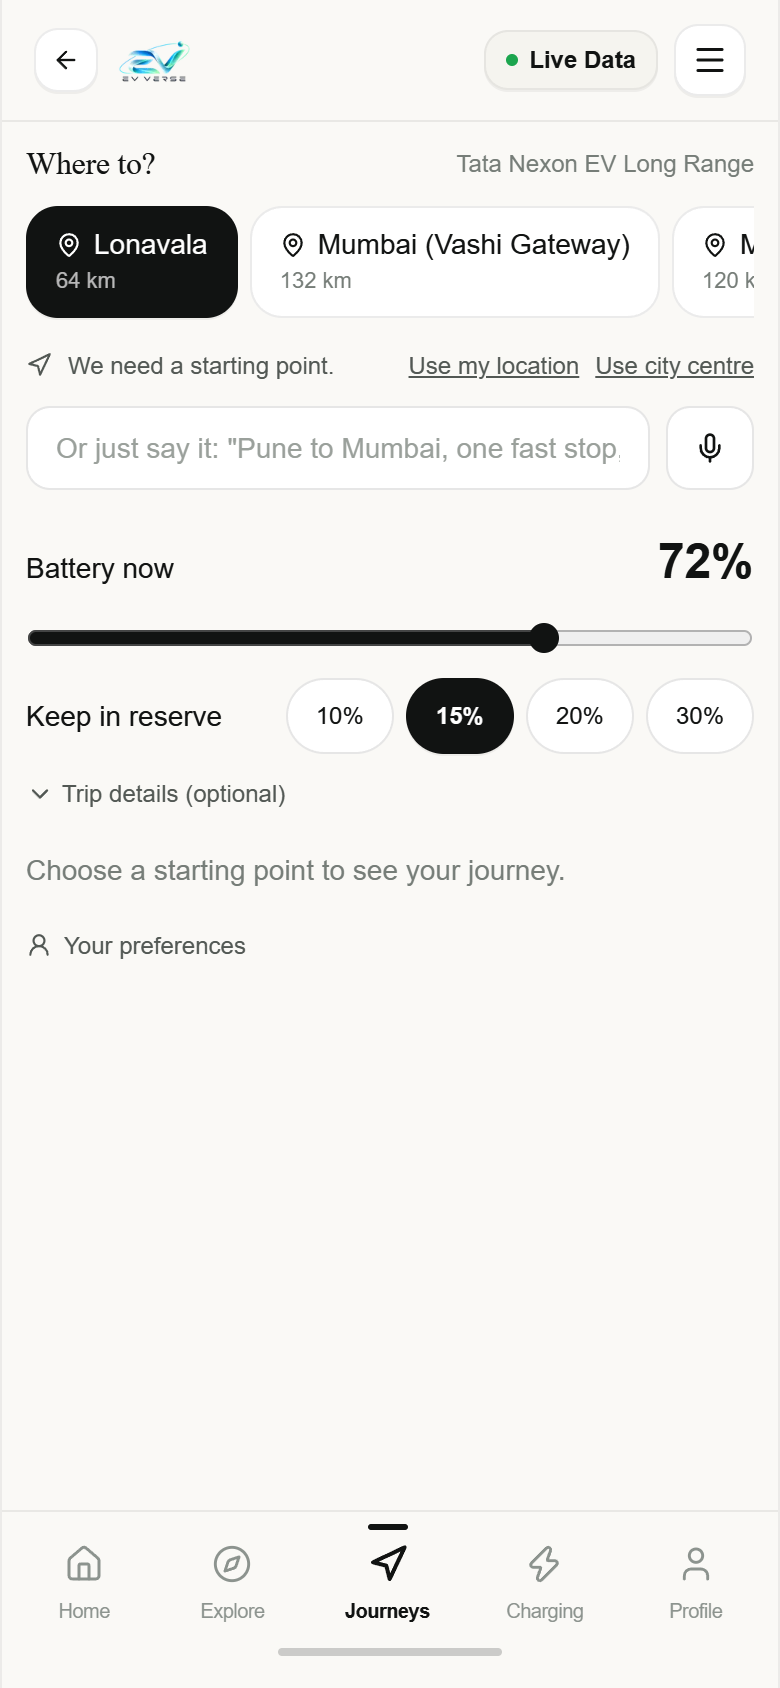 EV VERSE
Live Data
Where to?
Tata Nexon EV Long Range
Lonavala
64 km
Mumbai (Vashi Gateway)
132 km
M
120 k
We need a starting point.
Use my location
Use city centre
Or just say it: "Pune to Mumbai, one fast stop,
Battery now
72%
Keep in reserve
10%
15%
20%
30%
Trip details (optional)
Choose a starting point to see your journey.
Your preferences
Home
Explore
Journeys
Charging
Profile